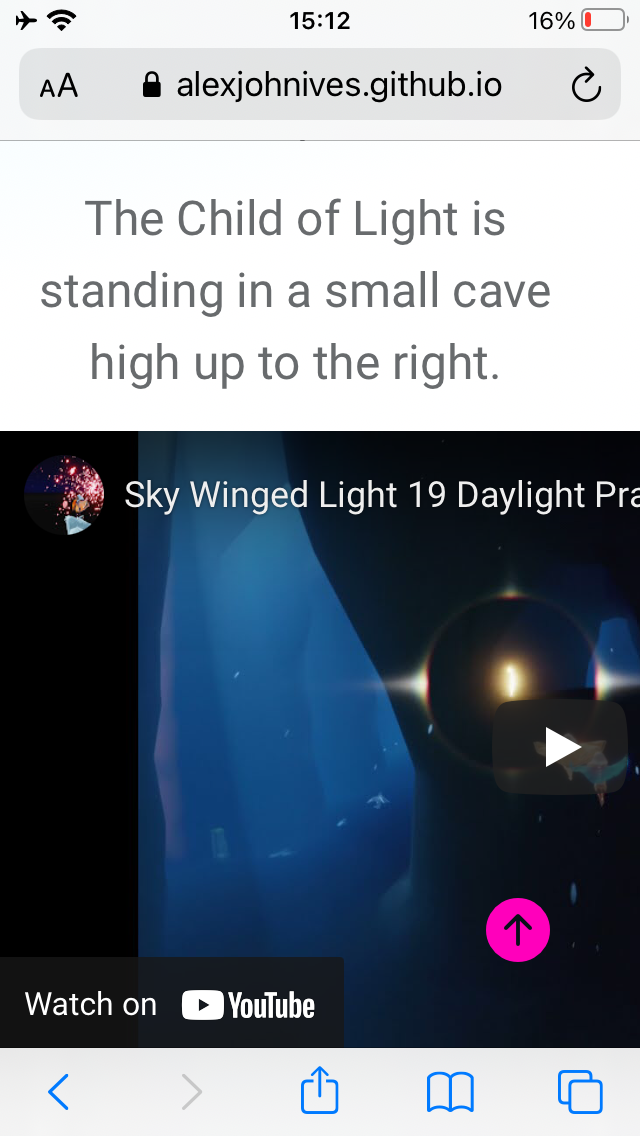 15:12
16%
AA
alexjohnives.github.io
The Child of Light is
standing in a small cave
high up to the right.
Sky Winged Light 19 Daylight Pra
Watch on YouTube